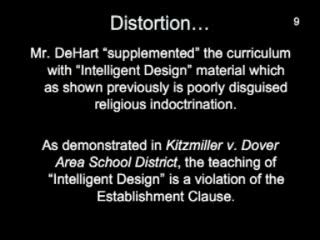 Distortion…
9
Mr. DeHart “supplemented” the curriculum
with “Intelligent Design” material which
as shown previously is poorly disguised
religious indoctrination.
As demonstrated in Kitzmiller v. Dover
Area School District, the teaching of
“Intelligent Design” is a violation of the
Establishment Clause.